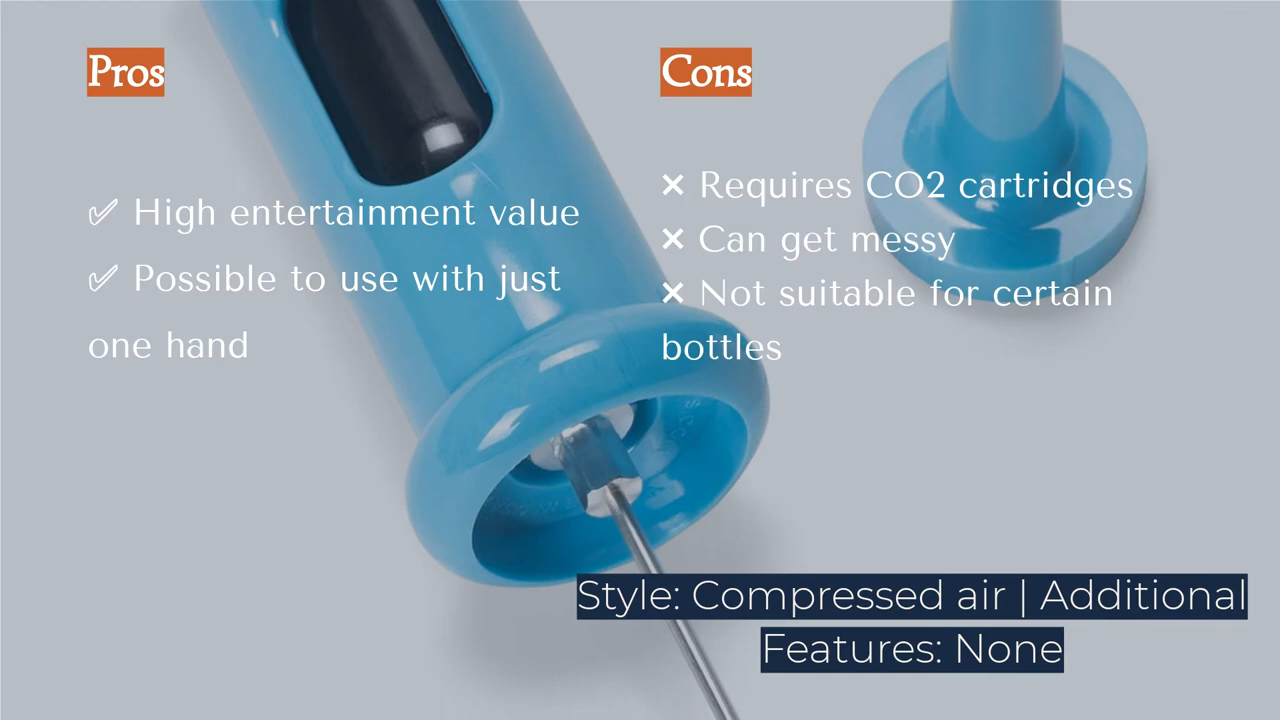 Pros
✅ High entertainment value
✅ Possible to use with just
one hand
Cons
❌ Requires CO2 cartridges
❌ Can get messy
❌ Not suitable for certain
bottles
Style: Compressed air | Additional
Features: None